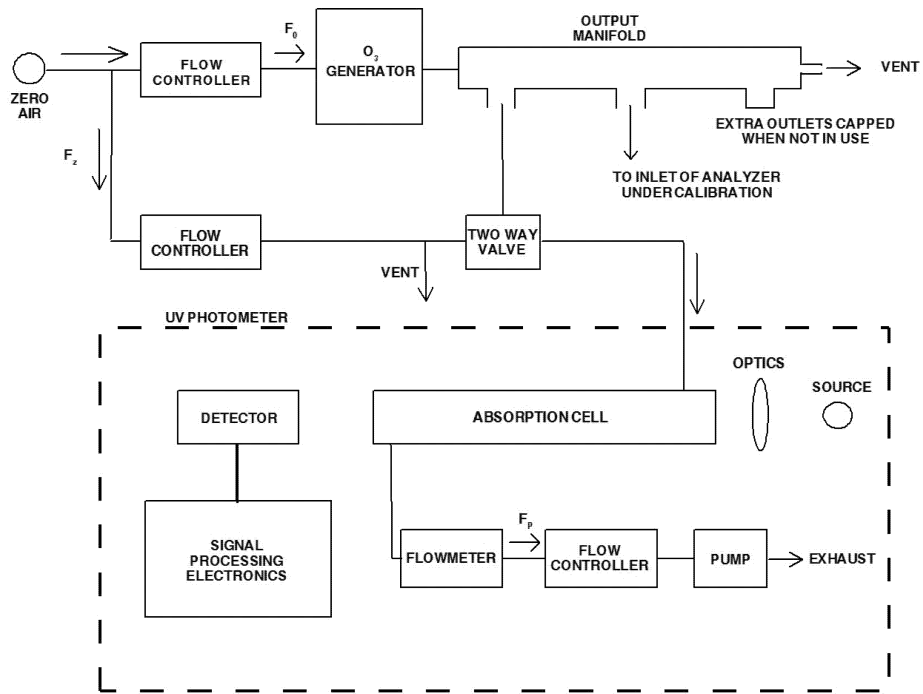 ZERO
AIR
FLOW
CONTROLLER
F0
O3
GENERATOR
OUTPUT
MANIFOLD
VENT
EXTRA OUTLETS CAPPED
WHEN NOT IN USE
TO INLET OF ANALYZER
UNDER CALIBRATION
Fz
FLOW
CONTROLLER
VENT
TWO WAY
VALVE
UV PHOTOMETER
OPTICS
SOURCE
DETECTOR
ABSORPTION CELL
SIGNAL
PROCESSING
ELECTRONICS
FLOWMETER
Fp
FLOW
CONTROLLER
PUMP
EXHAUST